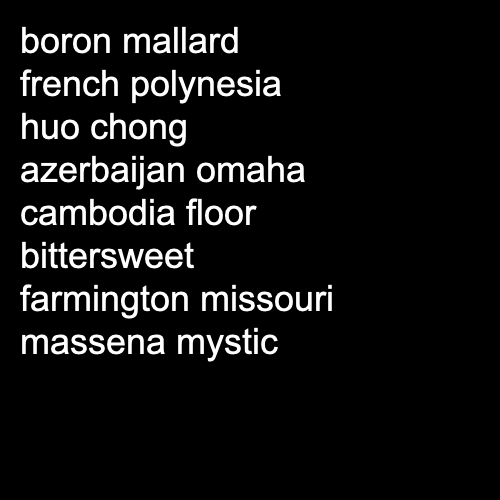 boron mallard
french polynesia
huo chong
azerbaijan omaha
cambodia floor
bittersweet
farmington missouri
massena mystic